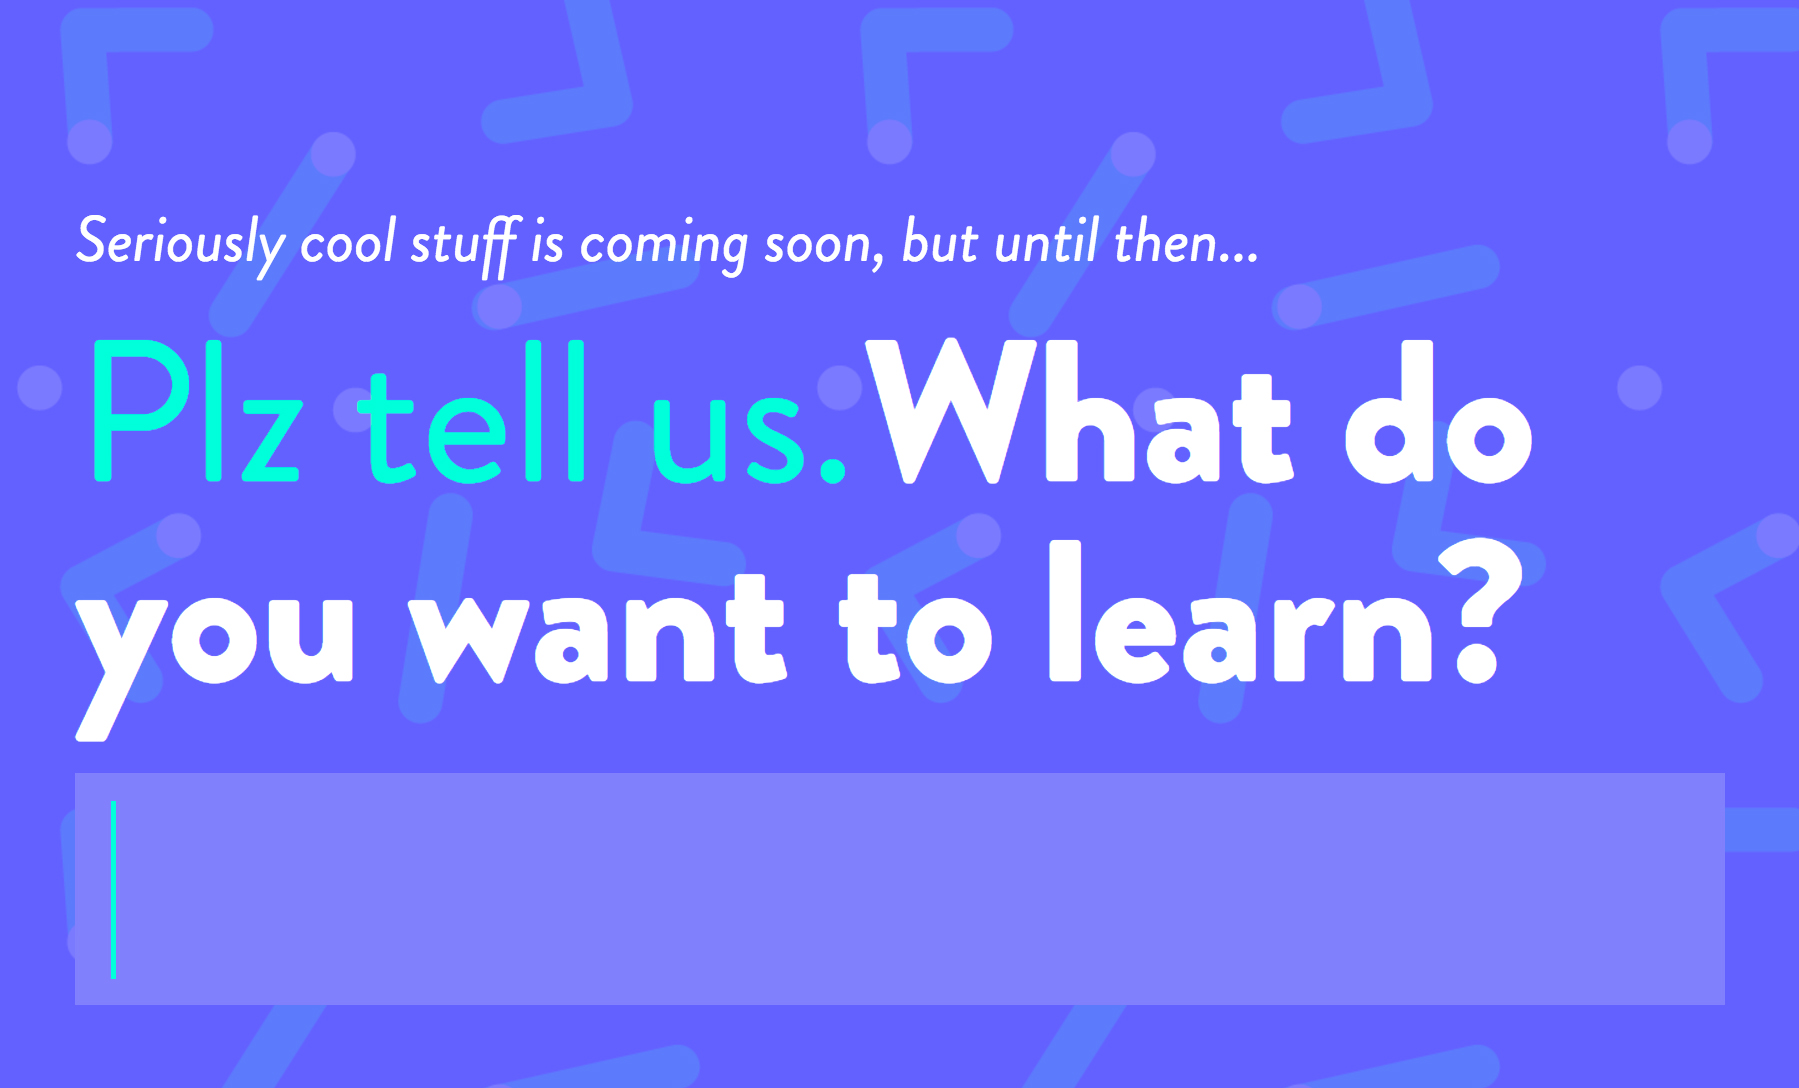 Seriously cool stuff is coming soon, but until then...
Plz tell us. What do
you want to learn?